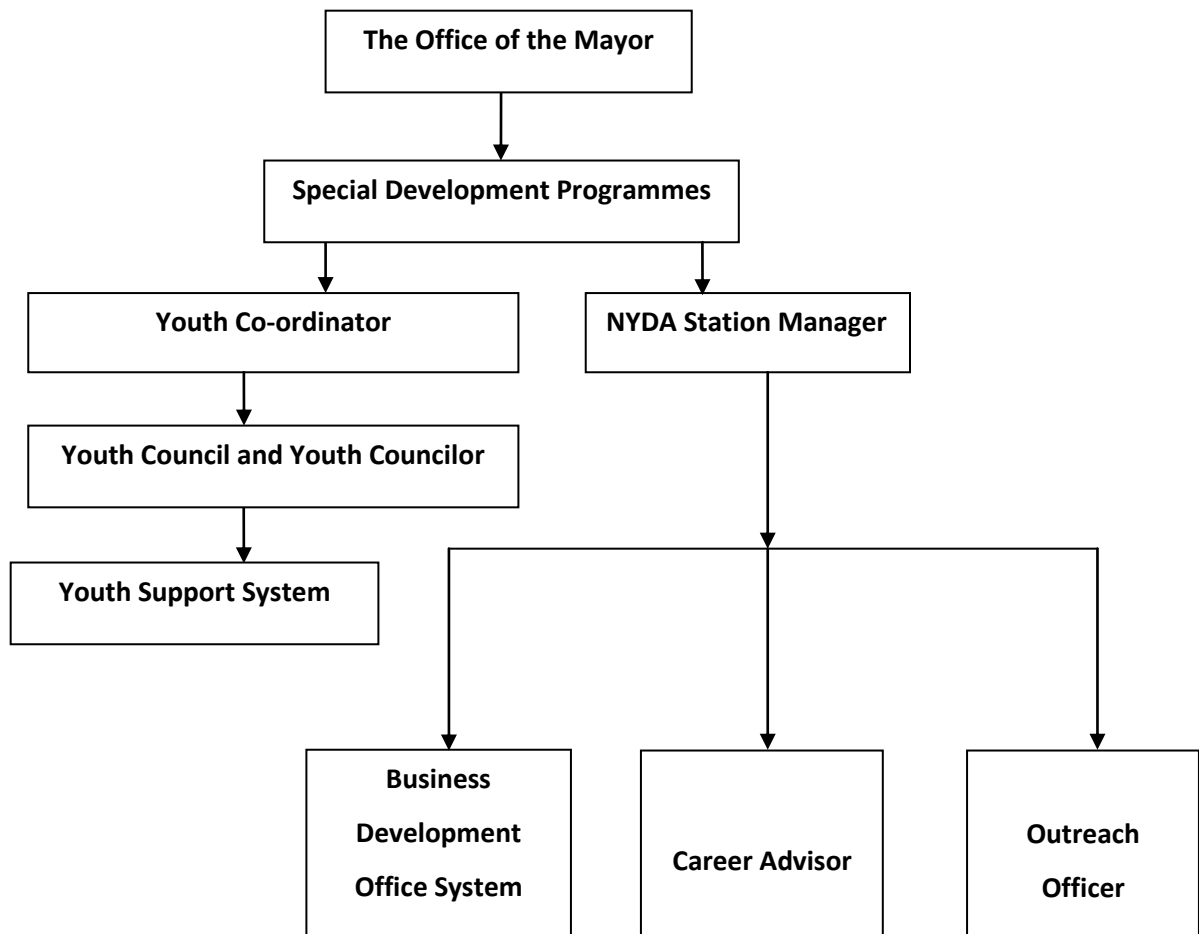 The Office of the Mayor
Special Development Programmes
Youth Co-ordinator
NYDA Station Manager
Youth Council and Youth Councilor
Youth Support System
Business
Development
Office System
Career Advisor
Outreach
Officer